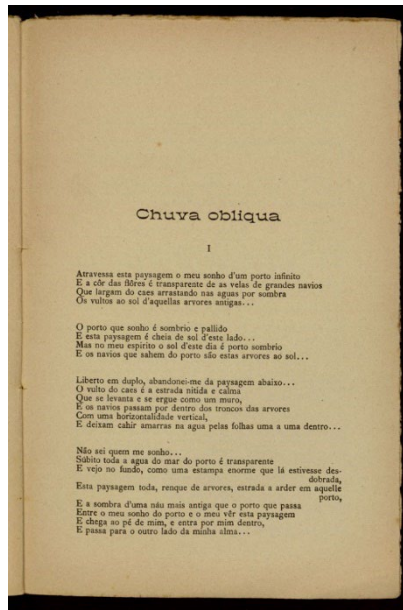 Chuva obliqua
I
Atravessa esta paysagem o meu sonho d'um porto infinito
E a côr das flôres é transparente de as velas de grandes navios
Que largam do caes arrastando nas aguas por sombra
Os vultos ao sol d'aquellas arvores antigas...
O porto que sonho é sombrio e pallido
E esta paysagem é cheia de sol d'este lado...
Mas no meu espirito o sol d'este dia é porto sombrio
E os navios que sahem do porto são estas arvores ao sol...
Liberto em duplo, abandonei-me da paysagem abaixo...
O vulto do caes é a estrada nitida e calma
Que se levanta e se ergue como um muro,
E os navios passam por dentro dos troncos das arvores
Com uma horizontalidade vertical,
E deixam cahir amarras na agua pelas folhas uma a uma dentro...
Não sei quem me sonho...
Súbito toda a agua do mar do porto é transparente
E vejo no fundo, como uma estampa enorme que lá estivesse des-
dobrada,
Esta paysagem toda, renque de arvores, estrada a arder em aquelle
porto,
E a sombra d'uma náu mais antiga que o porto que passa
Entre o meu sonho do porto e o meu vêr esta paysagem
E chega ao pé de mim, e entra por mim dentro,
E passa para o outro lado da minha alma...